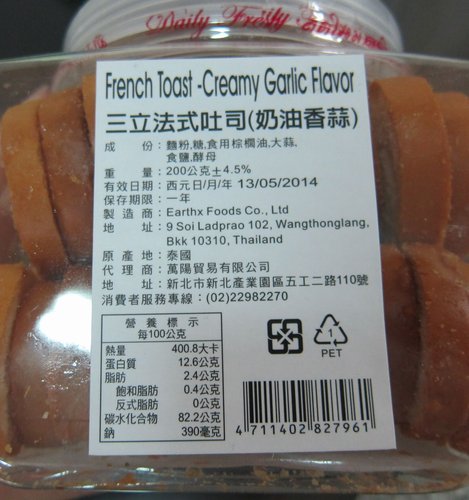 Daily Fresh
French Toast -Creamy Garlic Flavor
三立法式吐司(奶油香蒜)
成 份:麵粉,糖,食用棕櫚油,大蒜,
食鹽,酵母
重 量:200公克±4.5%
有效日期:西元日/月/年 13/05/2014
保存期限:一年
製造商:Earthx Foods Co., Ltd
地 址:9 Soi Ladprao 102, Wangthonglang,
Bkk 10310, Thailand
原產地:泰國
代理商:萬陽貿易有限公司
地 址:新北市新北產業園區五工二路110號
消費者服務專線:(02)22982270
營養標示
每100公克
熱量 400.8大卡
蛋白質 12.6公克
脂肪 2.4公克
飽和脂肪 0.4公克
反式脂肪 0公克
碳水化合物 82.2公克
鈉 390毫克
1
PET
4 711402 827961